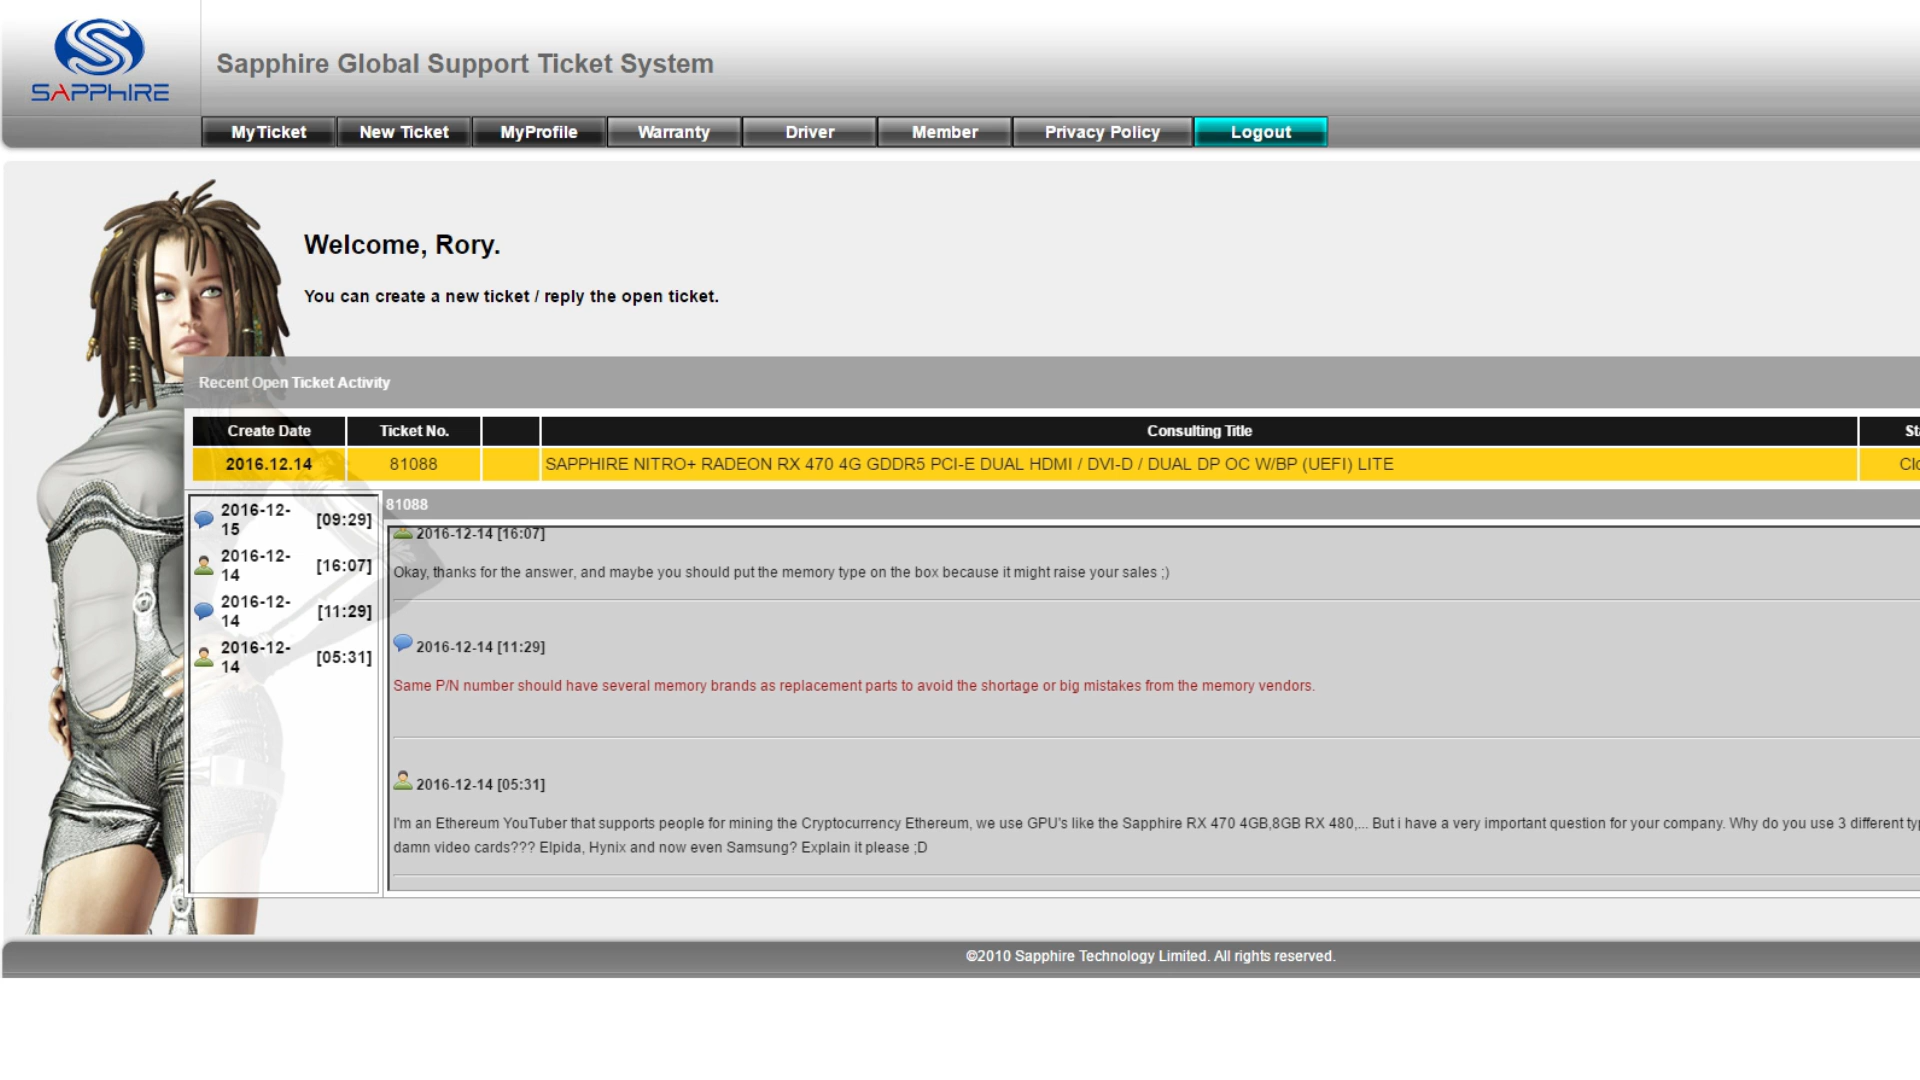 SAPPHIRE
Sapphire Global Support Ticket System
MyTicket New Ticket MyProfile Warranty Driver Member Privacy Policy Logout
Welcome, Rory.
You can create a new ticket / reply the open ticket.
Recent Open Ticket Activity
Create Date Ticket No. Consulting Title
2016.12.14 81088 SAPPHIRE NITRO+ RADEON RX 470 4G GDDR5 PCI-E DUAL HDMI / DVI-D / DUAL DP OC W/BP (UEFI) LITE
2016-12-
15 [09:29]
2016-12-
14 [16:07]
2016-12-
14 [11:29]
2016-12-
14 [05:31]
81088
2016-12-14 [16:07]
Okay, thanks for the answer, and maybe you should put the memory type on the box because it might raise your sales ;)
2016-12-14 [11:29]
Same P/N number should have several memory brands as replacement parts to avoid the shortage or big mistakes from the memory vendors.
2016-12-14 [05:31]
I'm an Ethereum YouTuber that supports people for mining the Cryptocurrency Ethereum, we use GPU's like the Sapphire RX 470 4GB,8GB RX 480,... But i have a very important question for your company. Why do you use 3 different
damn video cards??? Elpida, Hynix and now even Samsung? Explain it please ;D
©2010 Sapphire Technology Limited. All rights reserved.